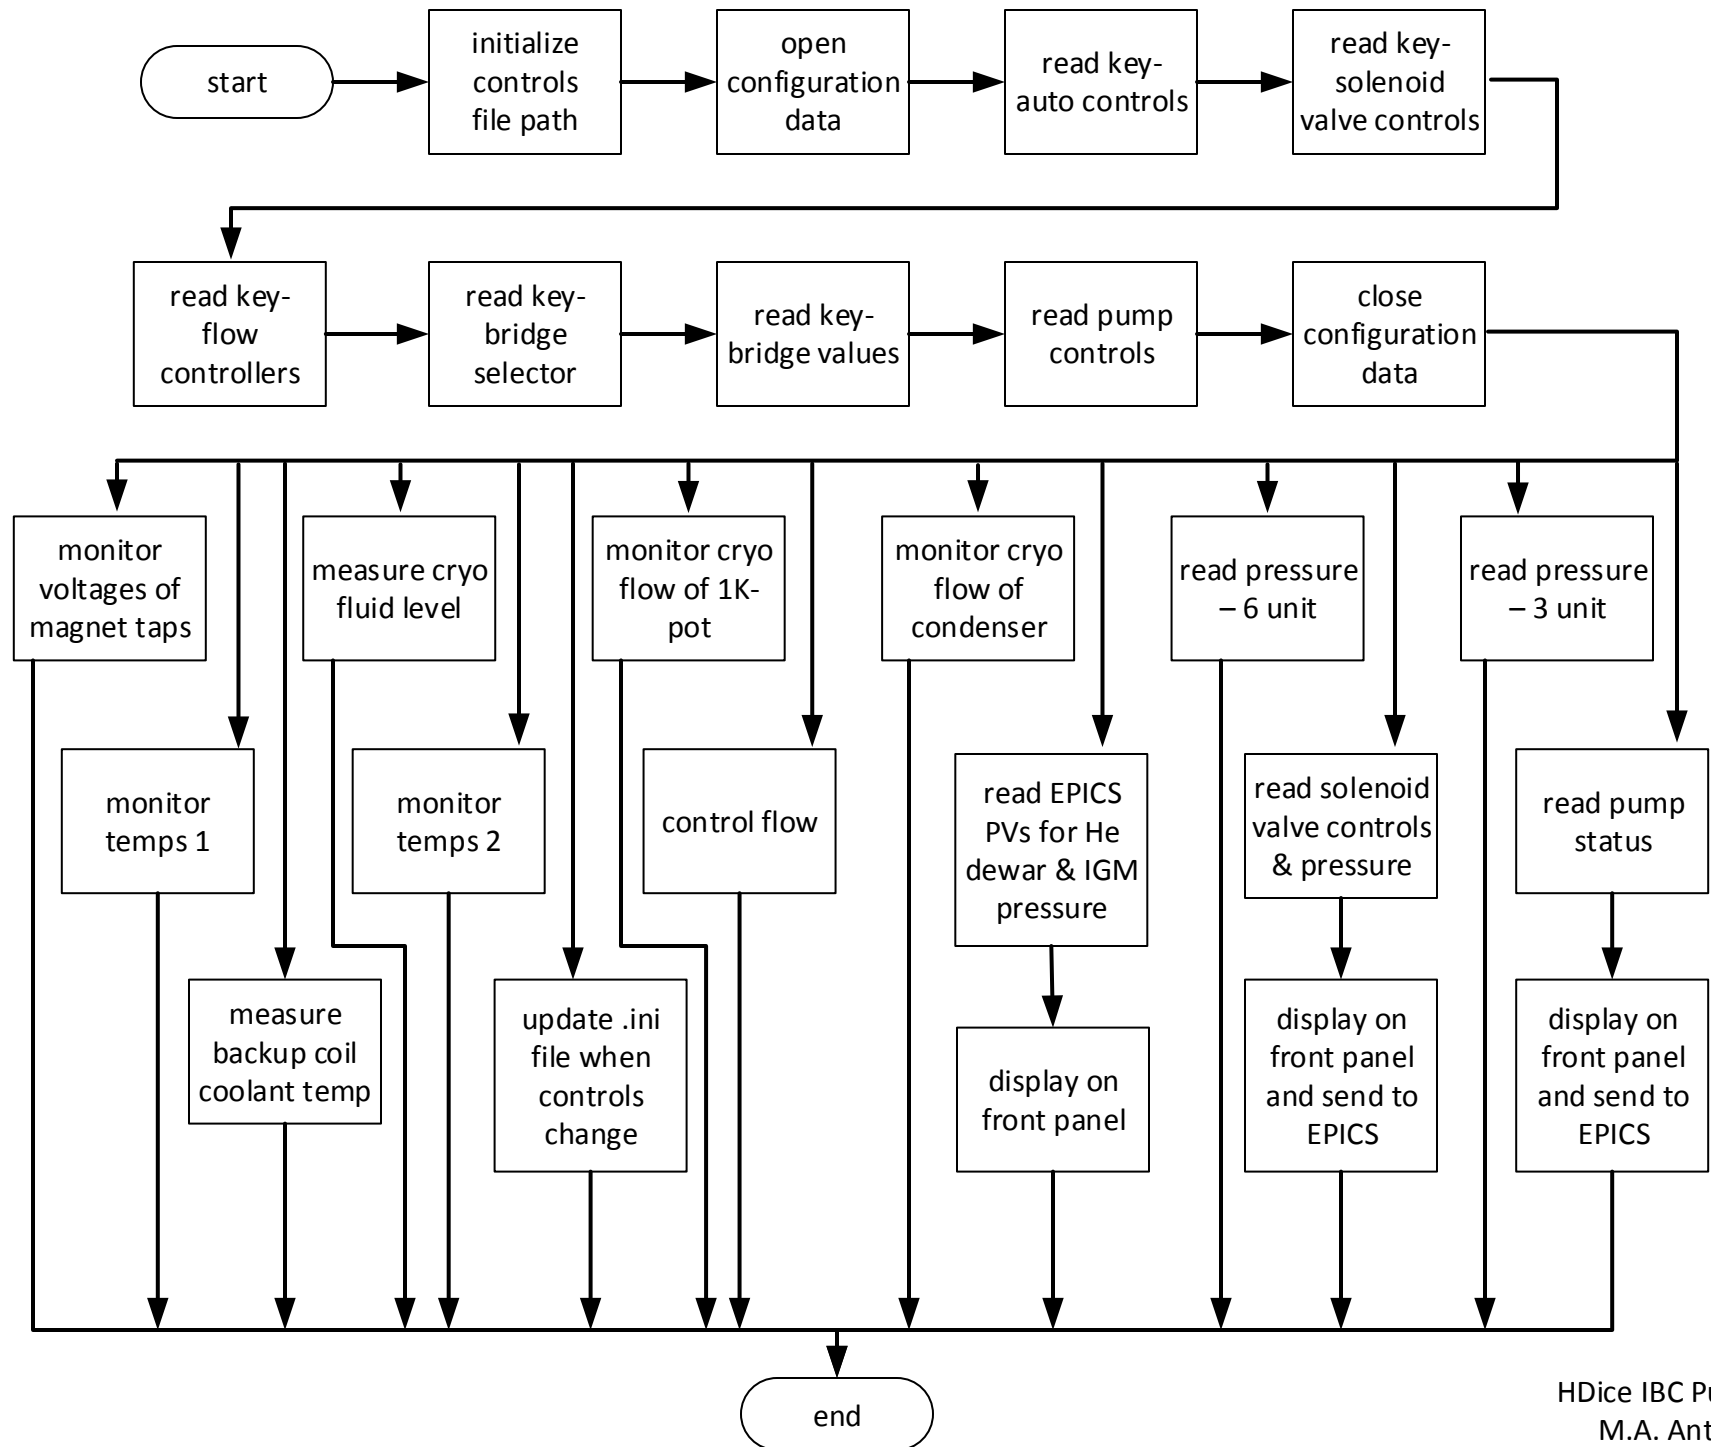 start
initialize
controls
file path
open
configuration
data
read key-
auto controls
read key-
solenoid
valve controls
read key-
flow
controllers
read key-
bridge
selector
read key-
bridge values
read pump
controls
close
configuration
data
monitor
voltages of
magnet taps
measure cryo
fluid level
monitor cryo
flow of 1K-
pot
monitor cryo
flow of
condenser
read pressure
– 6 unit
read pressure
– 3 unit
monitor
temps 1
monitor
temps 2
control flow
read EPICS
PVs for He
dewar & IGM
pressure
read solenoid
valve controls
& pressure
read pump
status
measure
backup coil
coolant temp
update .ini
file when
controls
change
display on
front panel
display on
front panel
and send to
EPICS
display on
front panel
and send to
EPICS
end
HDice IBC
M.A.